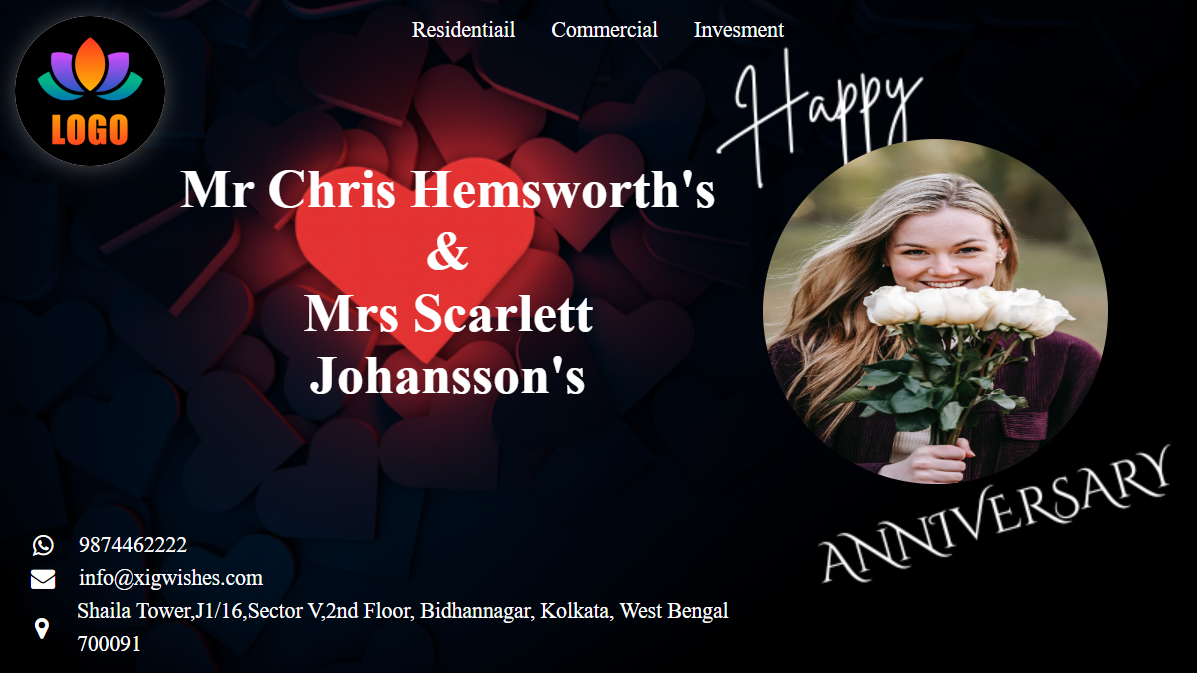 Residentiail Commercial Invesment
LOGO
Happy
Mr Chris Hemsworth's
&
Mrs Scarlett
Johansson's
ANNIVERSARY
9874462222
info@xigwishes.com
Shaila Tower,J1/16,Sector V,2nd Floor, Bidhannagar, Kolkata, West Bengal
700091